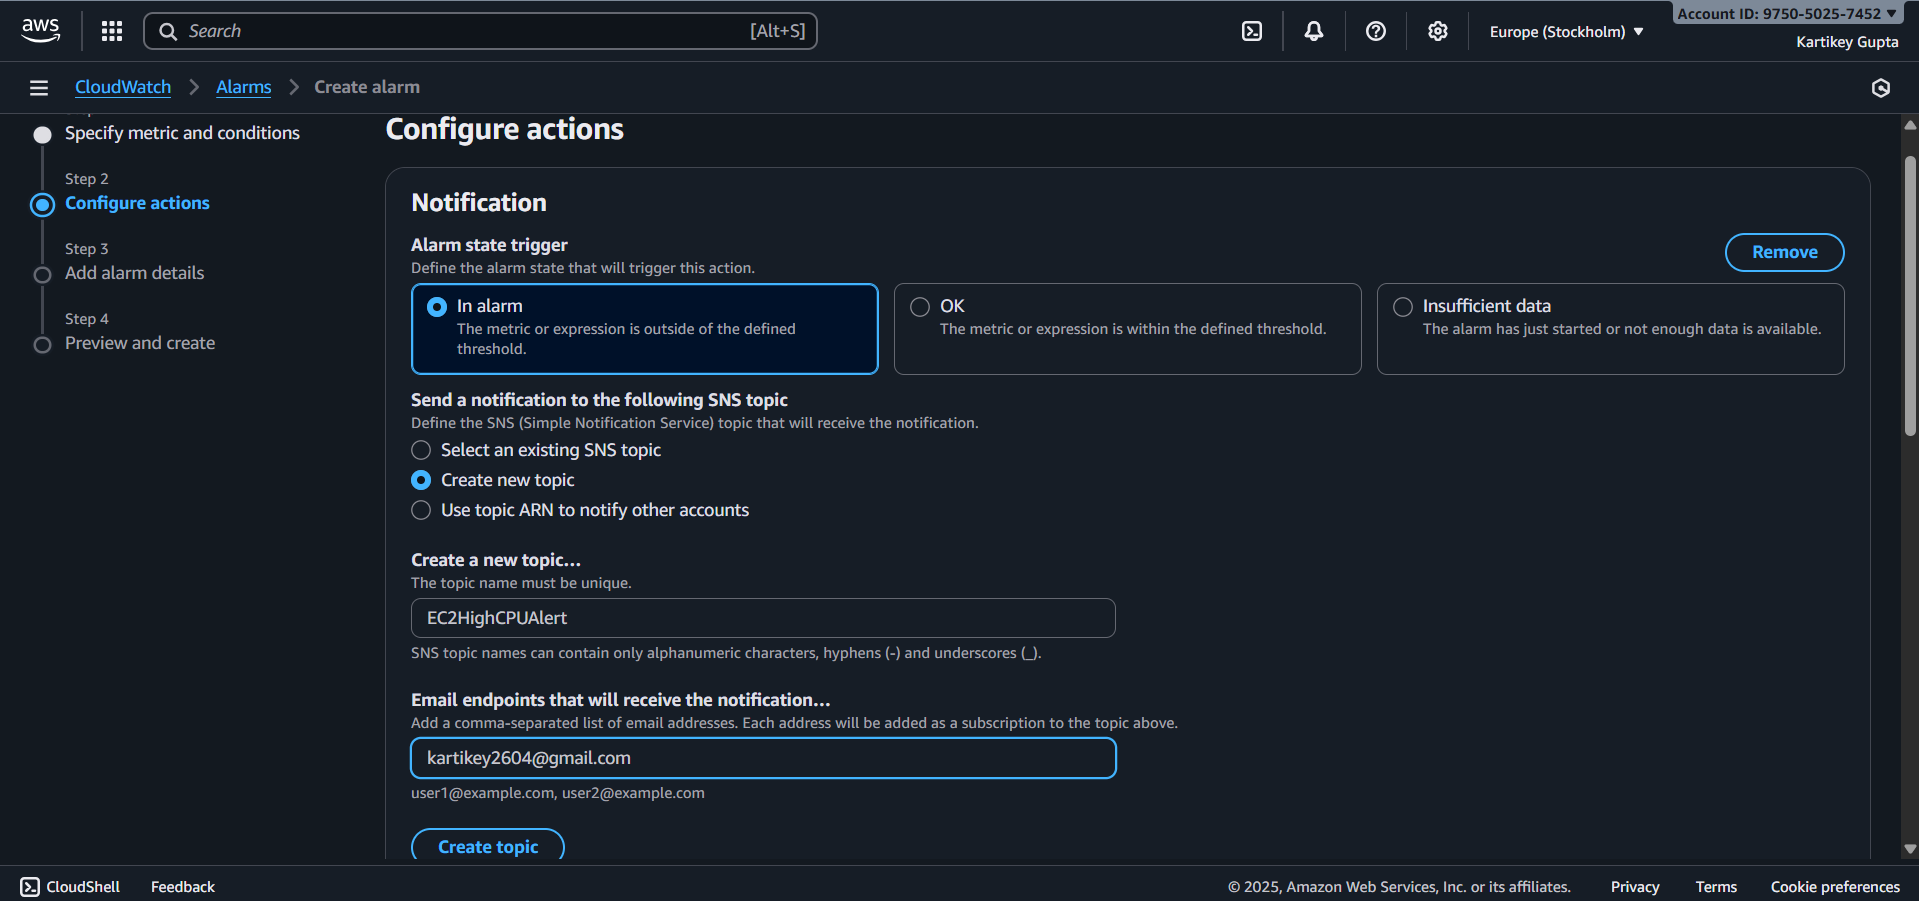 aws
Search
[Alt+S]
Europe (Stockholm)
Account ID: 9750-5025-7452
Kartikey Gupta
CloudWatch
Alarms
Create alarm
Specify metric and conditions
Step 2
Configure actions
Step 3
Add alarm details
Step 4
Preview and create
Configure actions
Notification
Alarm state trigger
Define the alarm state that will trigger this action.
Remove
In alarm
The metric or expression is outside of the defined
threshold.
OK
The metric or expression is within the defined threshold.
Insufficient data
The alarm has just started or not enough data is available.
Send a notification to the following SNS topic
Define the SNS (Simple Notification Service) topic that will receive the notification.
Select an existing SNS topic
Create new topic
Use topic ARN to notify other accounts
Create a new topic...
The topic name must be unique.
EC2HighCPUAlert
SNS topic names can contain only alphanumeric characters, hyphens (-) and underscores (_).
Email endpoints that will receive the notification...
Add a comma-separated list of email addresses. Each address will be added as a subscription to the topic above.
kartikey2604@gmail.com
user1@example.com, user2@example.com
Create topic
CloudShell
Feedback
© 2025, Amazon Web Services, Inc. or its affiliates.
Privacy
Terms
Cookie preferences